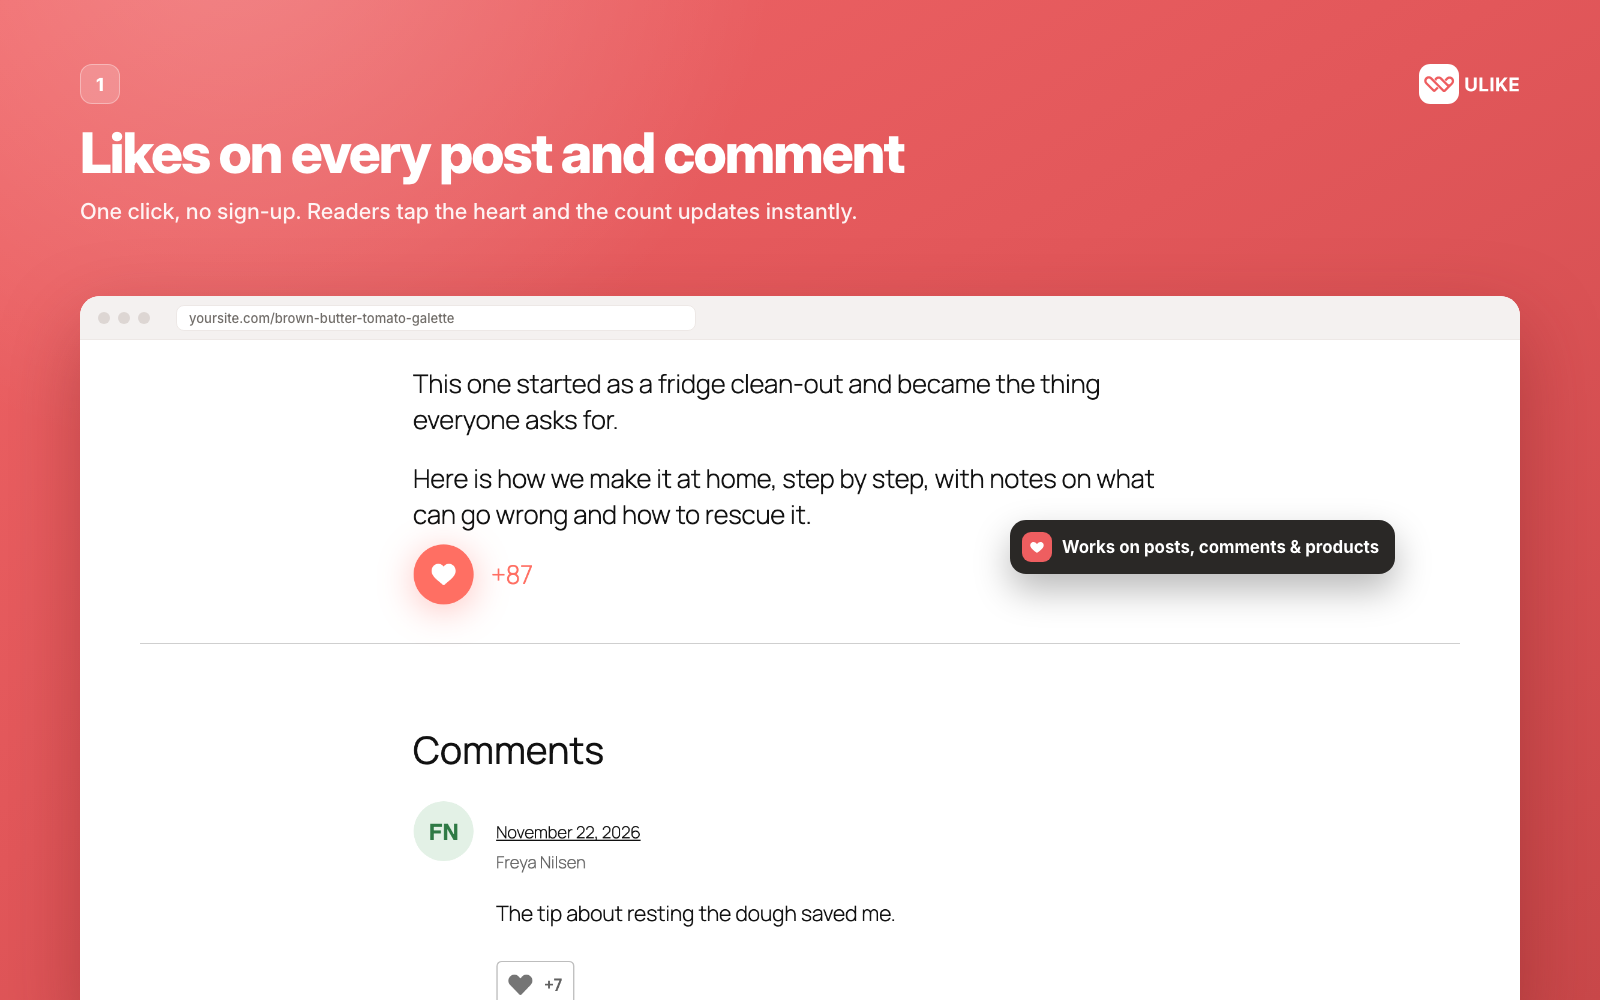 1
ULIKE
Likes on every post and comment
One click, no sign-up. Readers tap the heart and the count updates instantly.
yoursite.com/brown-butter-tomato-galette
This one started as a fridge clean-out and became the thing
everyone asks for.
Here is how we make it at home, step by step, with notes on what
can go wrong and how to rescue it.
Works on posts, comments & products
+87
Comments
FN
November 22, 2026
Freya Nilsen
The tip about resting the dough saved me.
+7